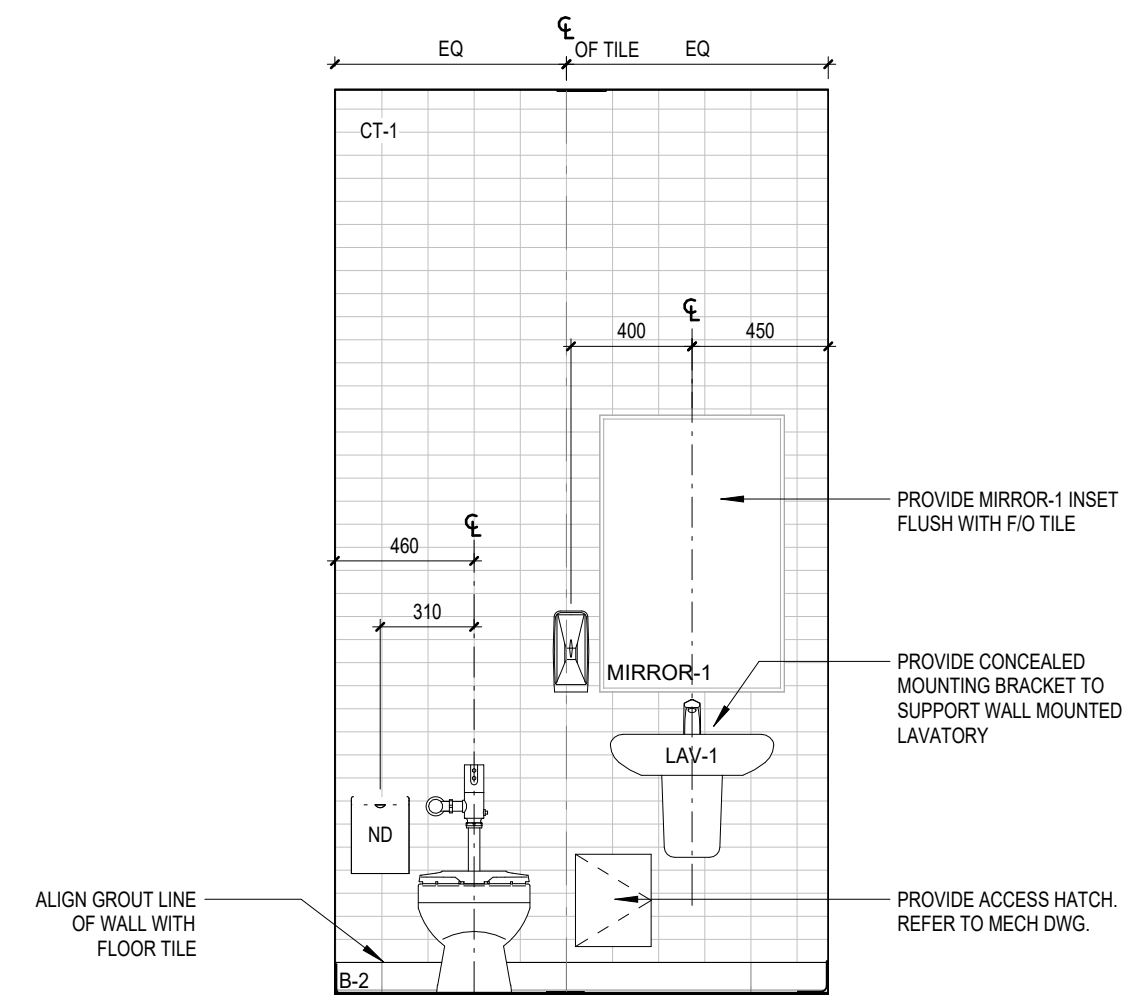 ℄
EQ OF TILE EQ
CT-1
℄
400 450
PROVIDE MIRROR-1 INSET
FLUSH WITH F/O TILE
℄
460
310
MIRROR-1
PROVIDE CONCEALED
MOUNTING BRACKET TO
SUPPORT WALL MOUNTED
LAVATORY
LAV-1
ND
ALIGN GROUT LINE
OF WALL WITH
FLOOR TILE
PROVIDE ACCESS HATCH.
REFER TO MECH DWG.
B-2